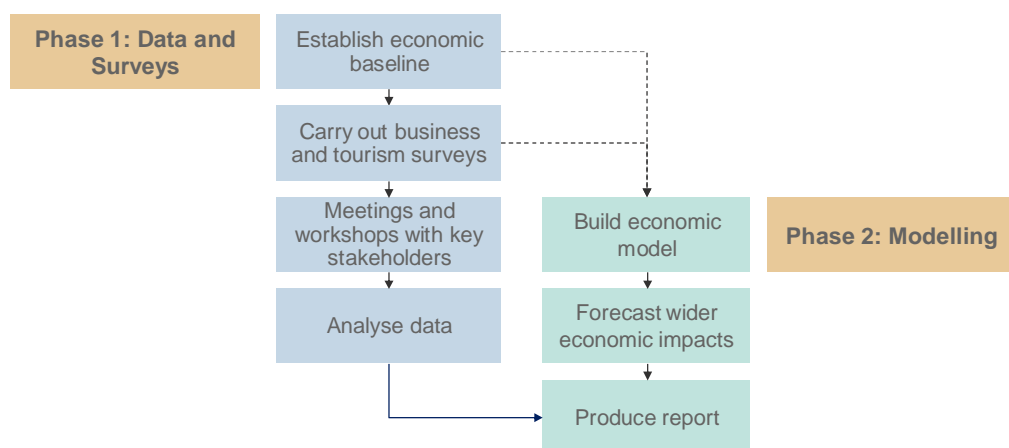 Phase 1: Data and
Surveys
Establish economic
baseline
Carry out business
and tourism surveys
Meetings and
workshops with key
stakeholders
Analyse data
Build economic
model
Phase 2: Modelling
Forecast wider
economic impacts
Produce report